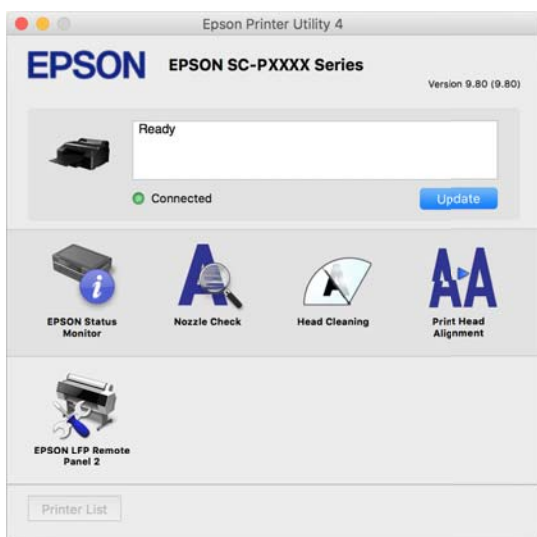 Epson Printer Utility 4
EPSON
EPSON SC-PXXXX Series
Version 9.80 (9.80)
Ready
Connected
Update
EPSON Status
Monitor
Nozzle Check
Head Cleaning
Print Head
Alignment
EPSON LFP Remote
Panel 2
Printer List